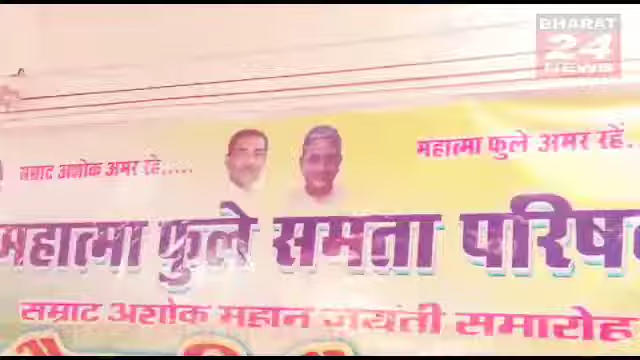 BHARAT
24
NEWS
सम्राट अशोक अमर रहे.....
महात्मा फुले अमर रहें..
महात्मा फुले समता परिषद
सम्राट अशोक महान जयंती समारोह